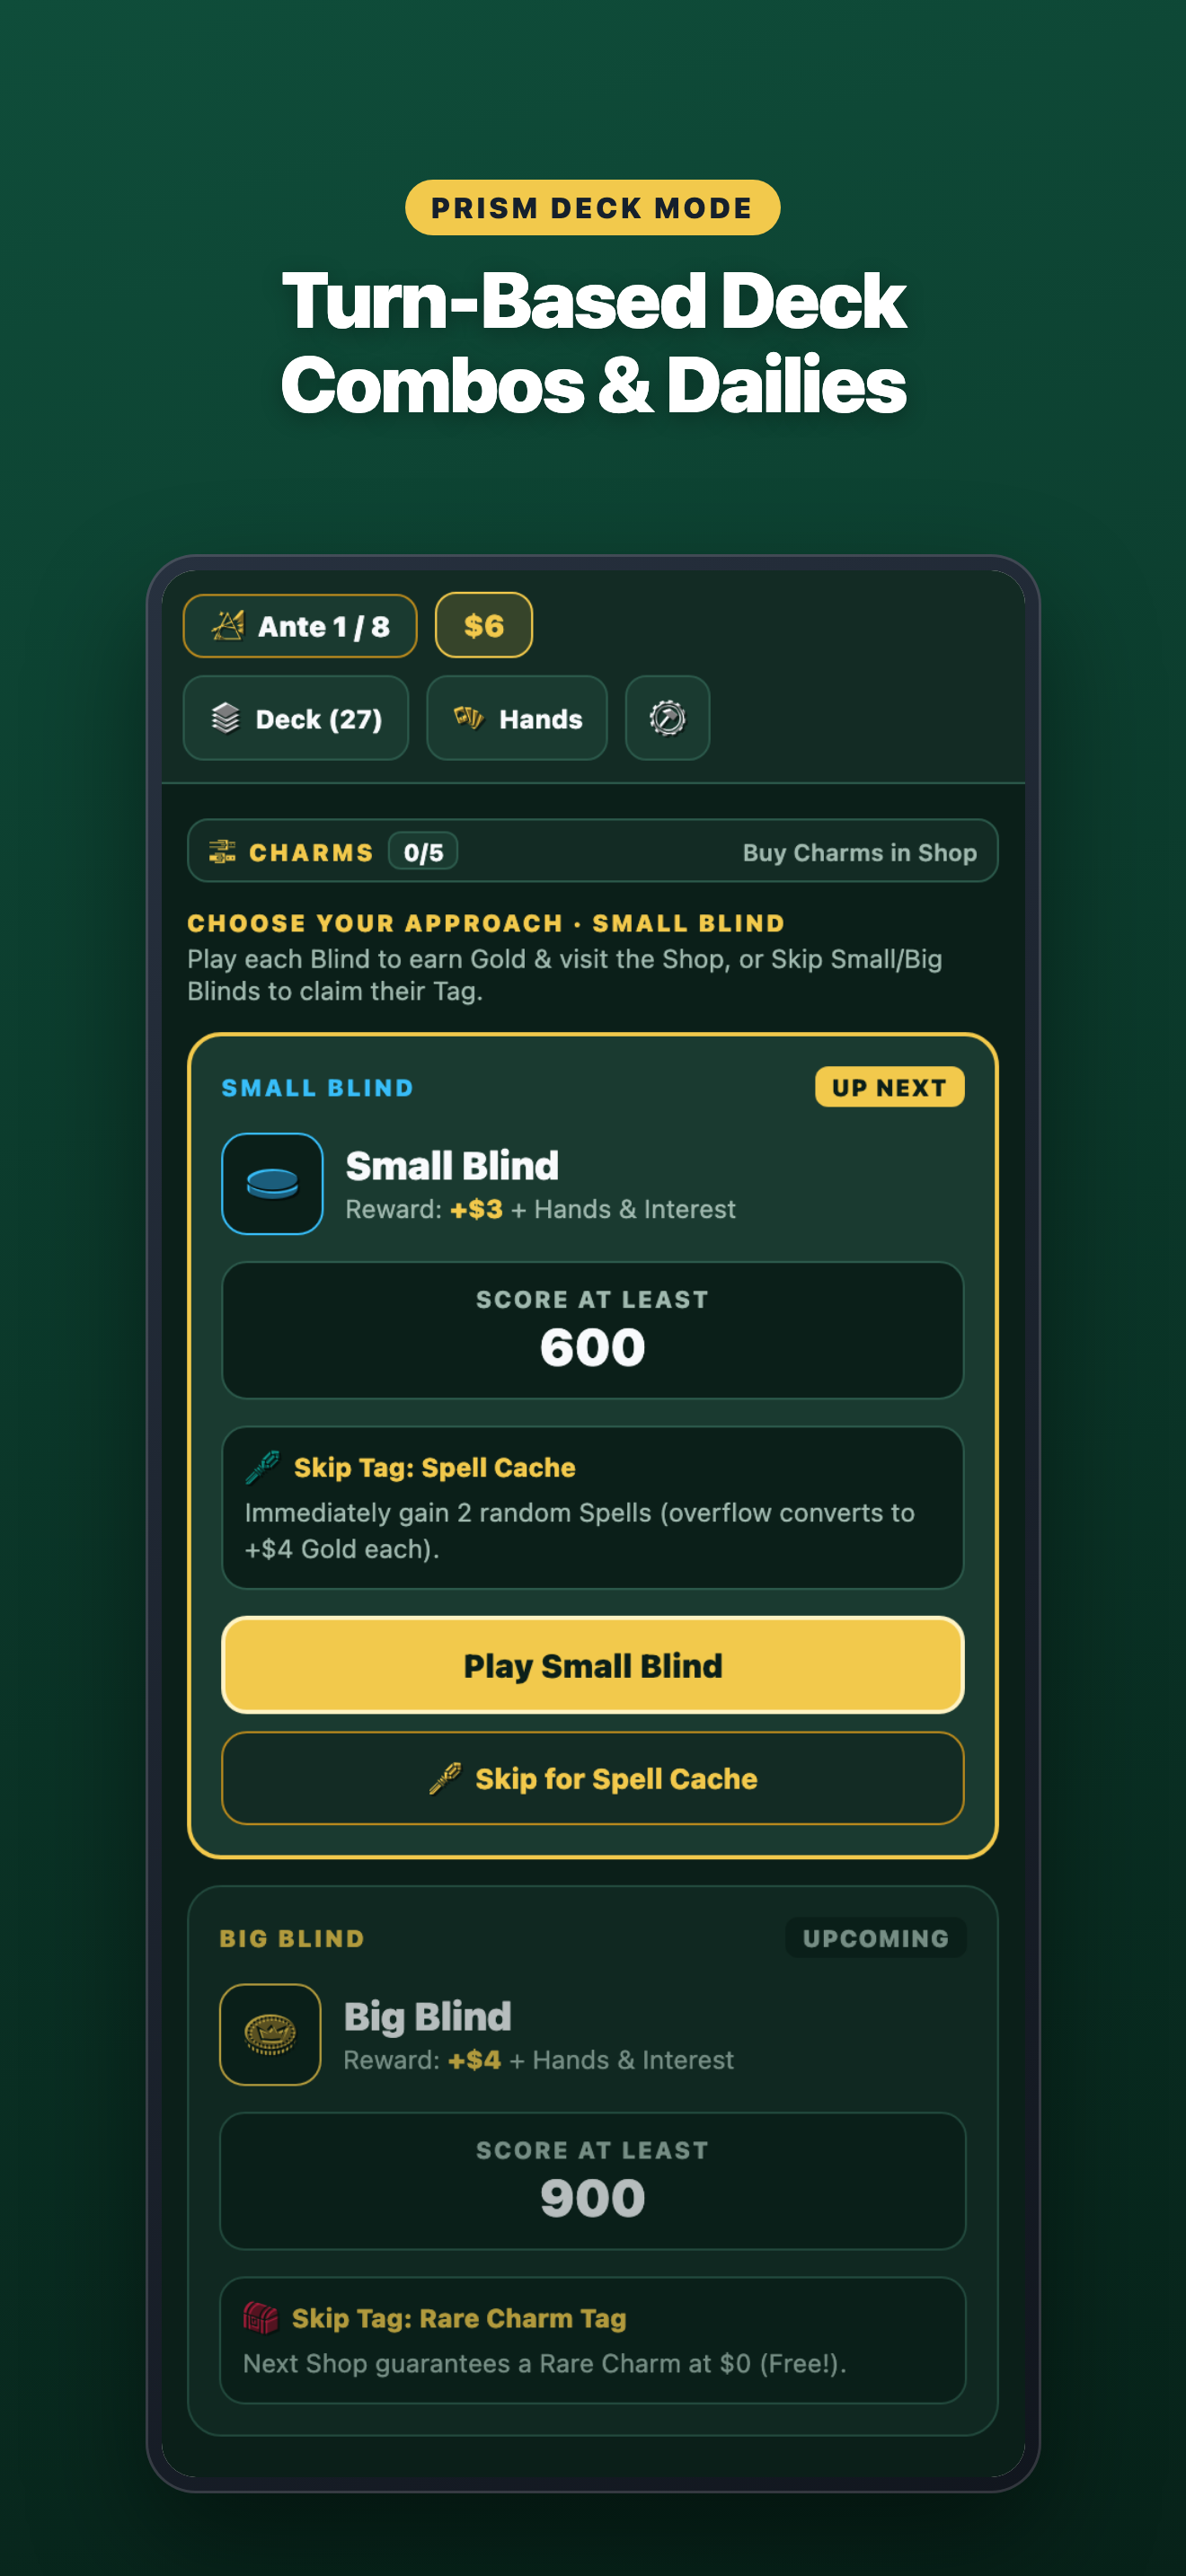 PRISM DECK MODE
Turn-Based Deck
Combos & Dailies
Ante 1 / 8
$6
Deck (27)
Hands
CHARMS 0/5 Buy Charms in Shop
CHOOSE YOUR APPROACH · SMALL BLIND
Play each Blind to earn Gold & visit the Shop, or Skip Small/Big
Blinds to claim their Tag.
SMALL BLIND UP NEXT
Small Blind
Reward: +$3 + Hands & Interest
SCORE AT LEAST
600
Skip Tag: Spell Cache
Immediately gain 2 random Spells (overflow converts to
+$4 Gold each).
Play Small Blind
Skip for Spell Cache
BIG BLIND UPCOMING
Big Blind
Reward: +$4 + Hands & Interest
SCORE AT LEAST
900
Skip Tag: Rare Charm Tag
Next Shop guarantees a Rare Charm at $0 (Free!).